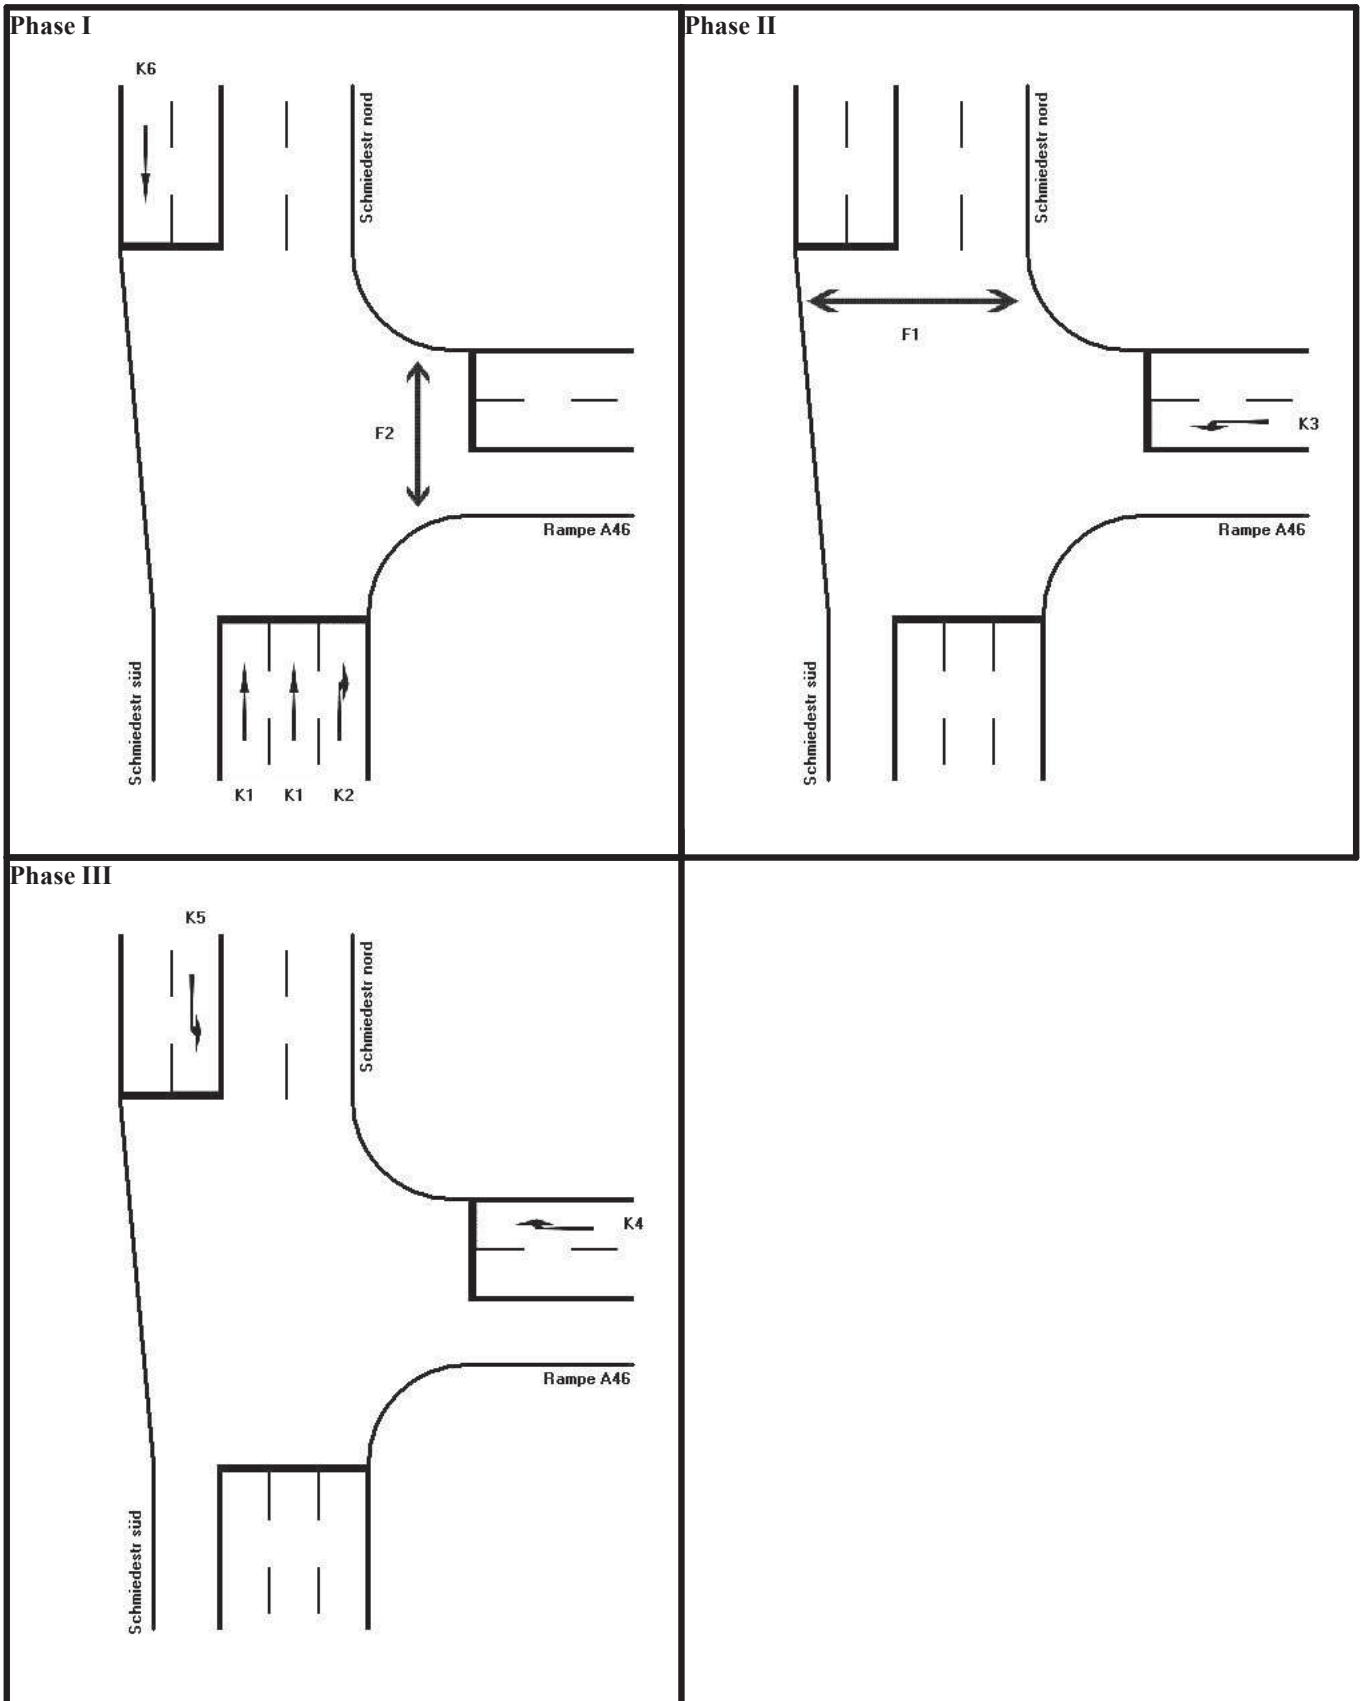 Phase I
K6
Schmiedestr nord
F2
Rampe A46
Schmiedestr süd
K1 K1 K2
Phase II
Schmiedestr nord
F1
K3
Rampe A46
Schmiedestr süd
Phase III
K5
Schmiedestr nord
K4
Rampe A46
Schmiedestr süd